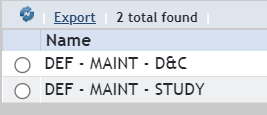 Export 2 total found
Name
DEF - MAINT - D&C
DEF - MAINT - STUDY